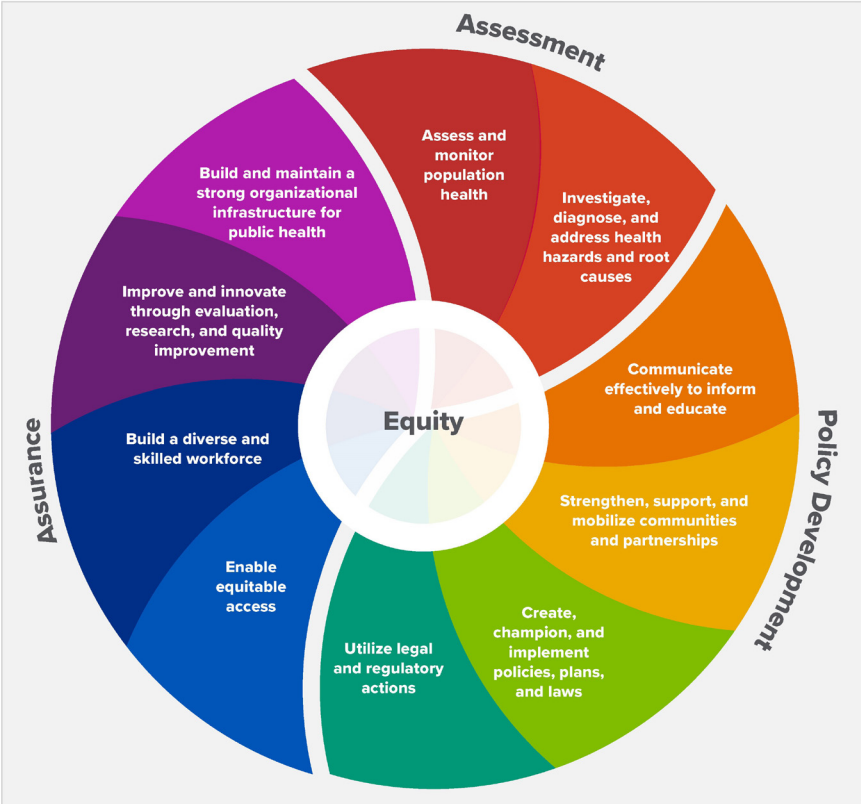 Assessment
Assess and
monitor
population
health
Investigate,
diagnose, and
address health
hazards and root
causes
Communicate
effectively to inform
and educate
Policy Development
Strengthen, support, and
mobilize communities
and partnerships
Create,
champion, and
implement
policies, plans,
and laws
Utilize legal
and regulatory
actions
Enable
equitable
access
Assurance
Build a diverse and
skilled workforce
Improve and innovate
through evaluation,
research, and quality
improvement
Build and maintain a
strong organizational
infrastructure for
public health
Equity